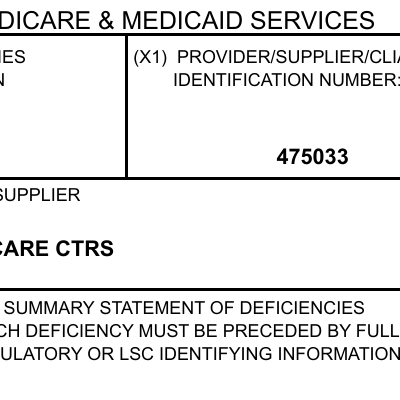 DICARE & MEDICAID SERVICES
IES
(X1) PROVIDER/SUPPLIER/CLIA
N
IDENTIFICATION NUMBER:
475033
SUPPLIER
CARE CTRS
SUMMARY STATEMENT OF DEFICIENCIES
CH DEFICIENCY MUST BE PRECEDED BY FULL
ULATORY OR LSC IDENTIFYING INFORMATION